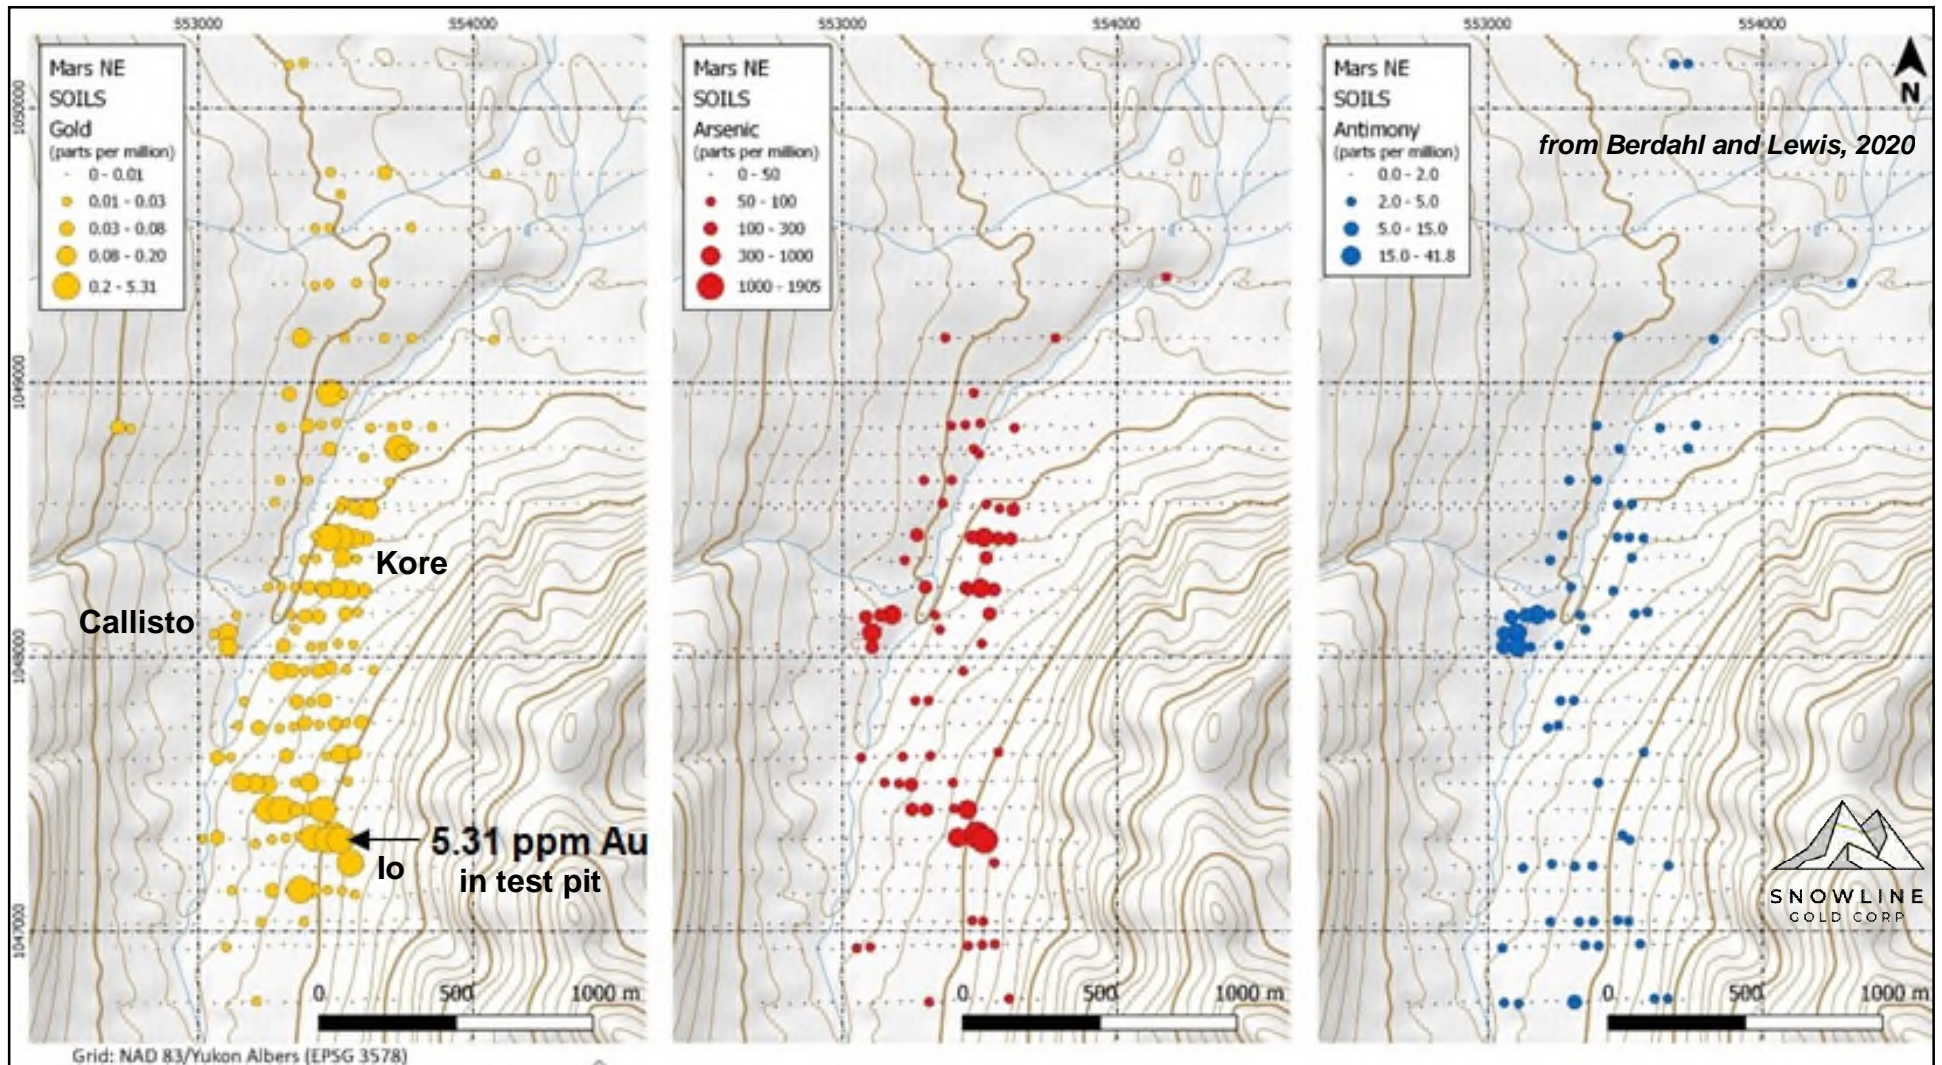 553000
554000
553000
554000
553000
554000
1050000
1049000
1048000
1047000
Mars NE
SOILS
Gold
(parts per million)
0 - 0.01
0.01 - 0.03
0.03 - 0.08
0.08 - 0.20
0.2 - 5.31
Callisto
Kore
Io
5.31 ppm Au
in test pit
0 500 1000 m
Grid: NAD 83/Yukon Albers (EPSG 3578)
Mars NE
SOILS
Arsenic
(parts per million)
0 - 50
50 - 100
100 - 300
300 - 1000
1000 - 1905
0 500 1000 m
Mars NE
SOILS
Antimony
(parts per million)
0.0 - 2.0
2.0 - 5.0
5.0 - 15.0
15.0 - 41.8
N
from Berdahl and Lewis, 2020
SNOWLINE
GOLD CORP
0 500 1000 m